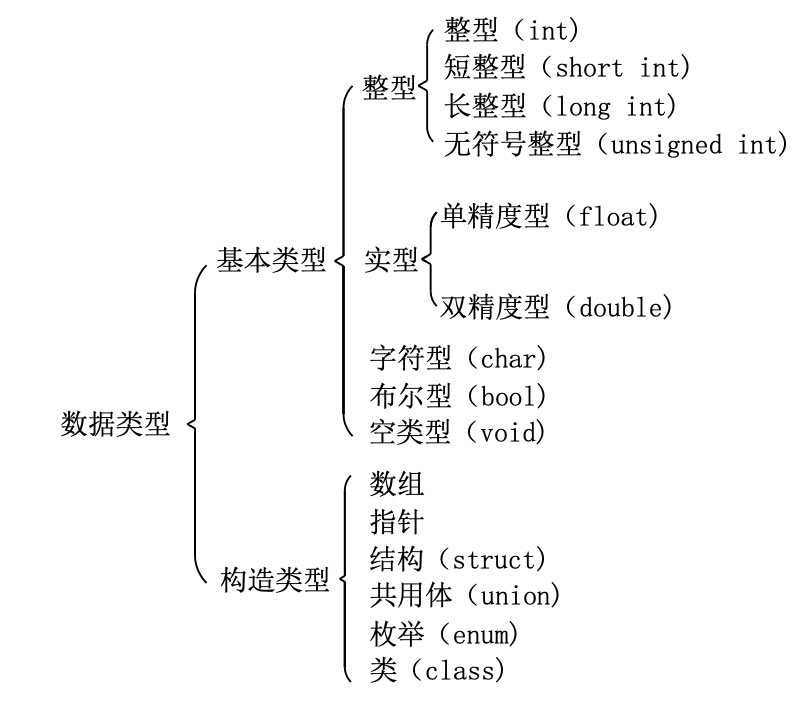 数据类型
基本类型
整型
整型（int)
短整型（short int)
长整型（long int)
无符号整型（unsigned int)
实型
单精度型（float)
双精度型（double)
字符型（char)
布尔型（bool)
空类型（void)
构造类型
数组
指针
结构（struct)
共用体（union)
枚举（enum)
类（class)